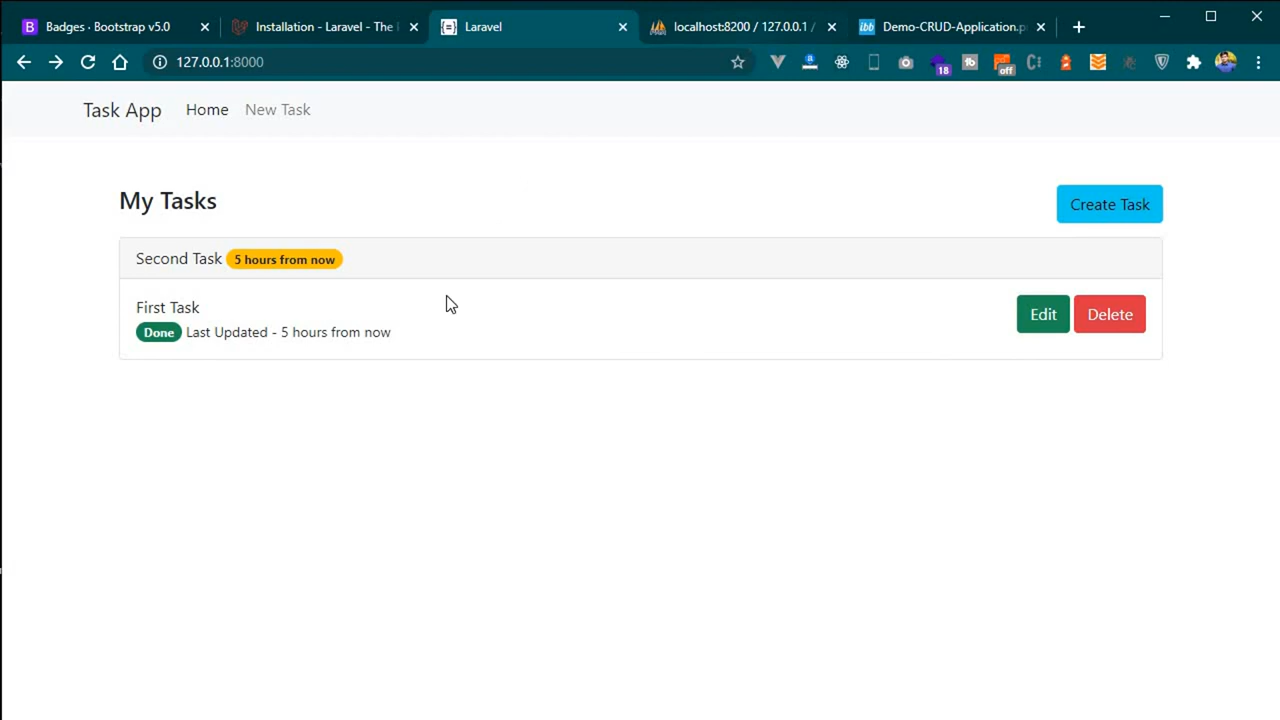 Badges · Bootstrap v5.0
Installation - Laravel - The
Laravel
localhost:8200 / 127.0.0.1 /
Demo-CRUD-Application.p
127.0.0.1:8000
18
off
Task App
Home
New Task
My Tasks
Create Task
Second Task 5 hours from now
First Task
Edit
Delete
Done Last Updated - 5 hours from now